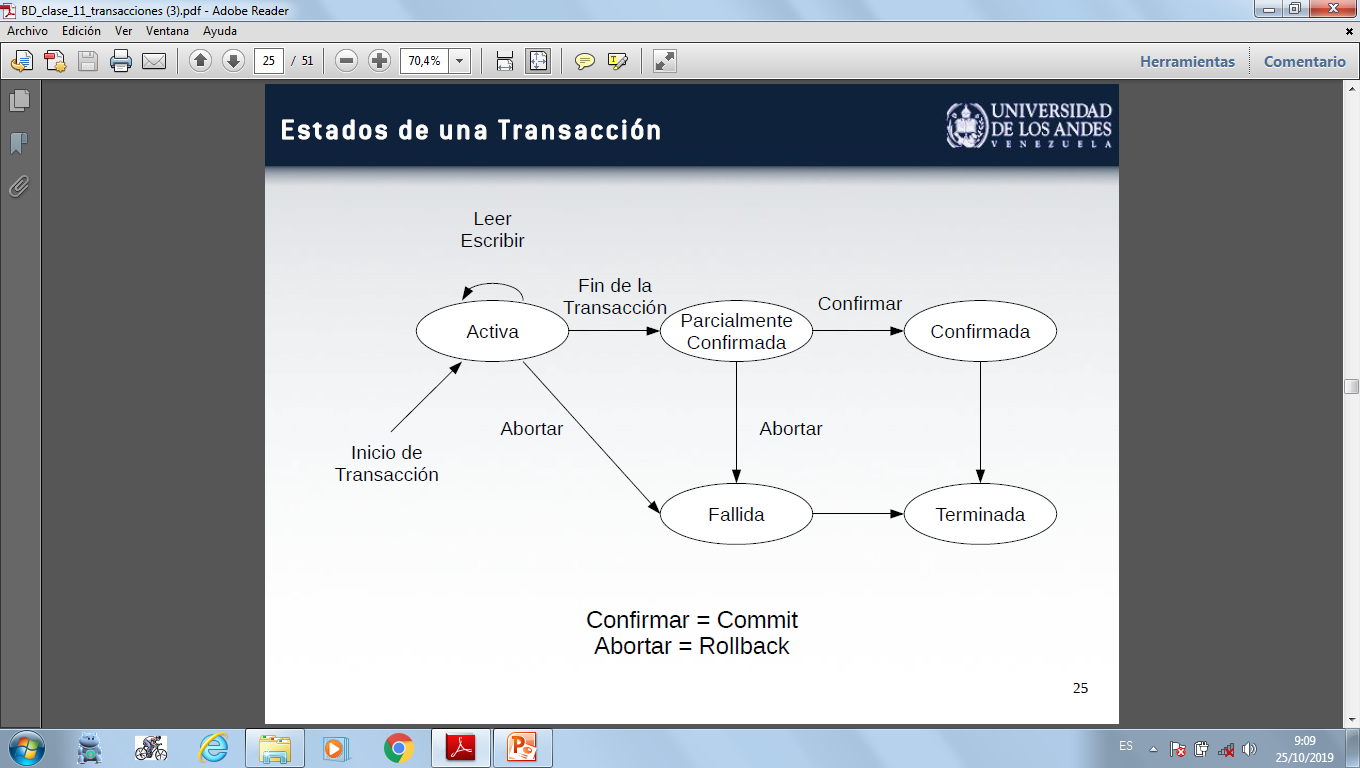 BD_clase_11_transacciones (3).pdf - Adobe Reader
Archivo Edición Ver Ventana Ayuda
25 / 51 70,4% Herramientas Comentario
Estados de una Transacción
UNIVERSIDAD
DE LOS ANDES
VENEZUELA
Leer
Escribir
Fin de la
Transacción
Confirmar
Activa
Parcialmente
Confirmada
Confirmada
Abortar
Abortar
Inicio de
Transacción
Fallida
Terminada
Confirmar = Commit
Abortar = Rollback
25
ES
9:09
25/10/2019